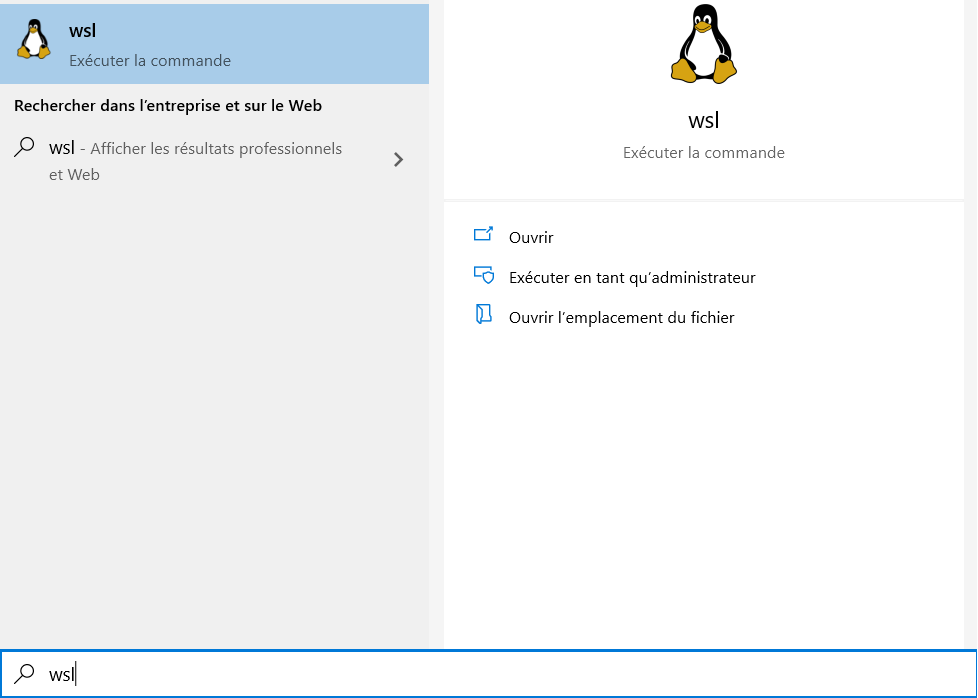 wsl
Exécuter la commande
Rechercher dans l’entreprise et sur le Web
wsl - Afficher les résultats professionnels
et Web
wsl
Exécuter la commande
Ouvrir
Exécuter en tant qu’administrateur
Ouvrir l’emplacement du fichier
wsl